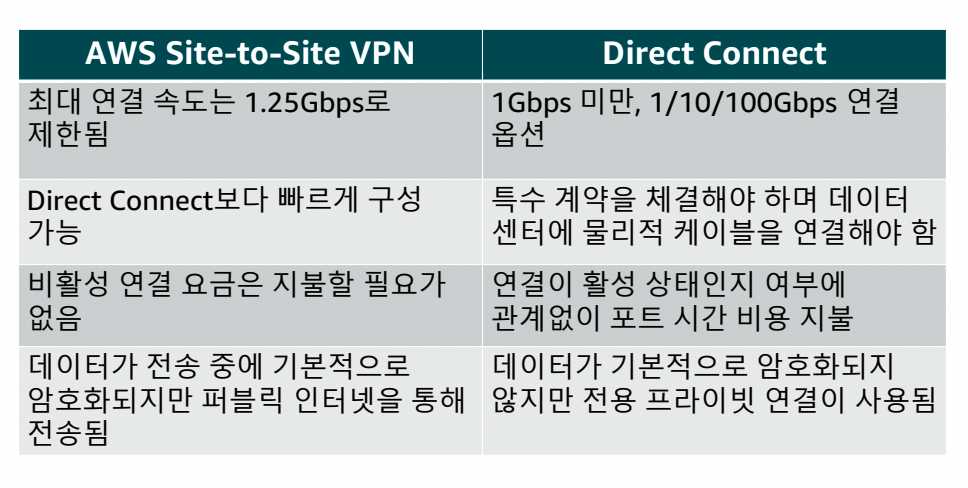 AWS Site-to-Site VPN
Direct Connect
최대 연결 속도는 1.25Gbps로
제한됨
1Gbps 미만, 1/10/100Gbps 연결
옵션
Direct Connect보다 빠르게 구성
가능
특수 계약을 체결해야 하며 데이터
센터에 물리적 케이블을 연결해야 함
비활성 연결 요금은 지불할 필요가
없음
연결이 활성 상태인지 여부에
관계없이 포트 시간 비용 지불
데이터가 전송 중에 기본적으로
암호화되지만 퍼블릭 인터넷을 통해
전송됨
데이터가 기본적으로 암호화되지
않지만 전용 프라이빗 연결이 사용됨